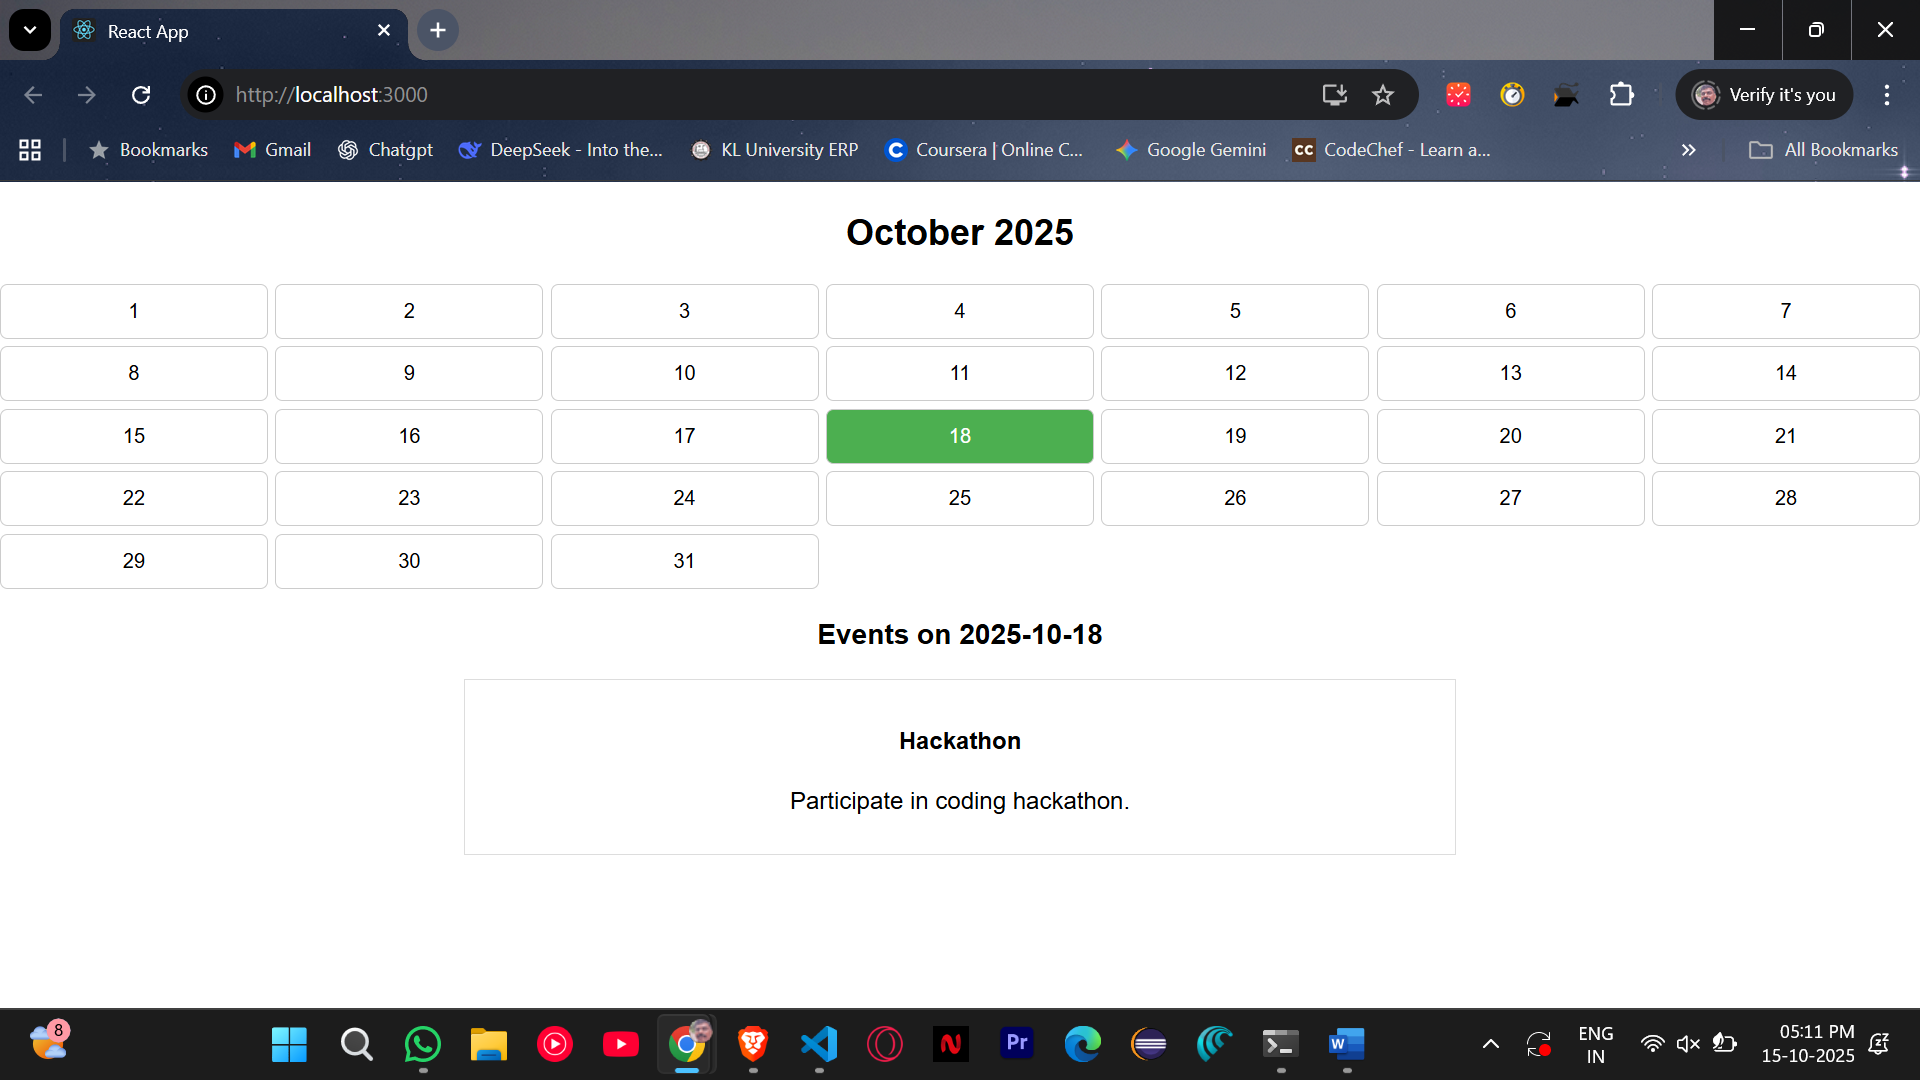 React App
http://localhost:3000
Verify it's you
Bookmarks
Gmail
Chatgpt
DeepSeek - Into the...
KL University ERP
Coursera | Online C...
Google Gemini
CC
CodeChef - Learn a...
All Bookmarks
October 2025
1 2 3 4 5 6 7
8 9 10 11 12 13 14
15 16 17 18 19 20 21
22 23 24 25 26 27 28
29 30 31
Events on 2025-10-18
Hackathon
Participate in coding hackathon.
8
Pr
W
ENG
IN
05:11 PM
15-10-2025